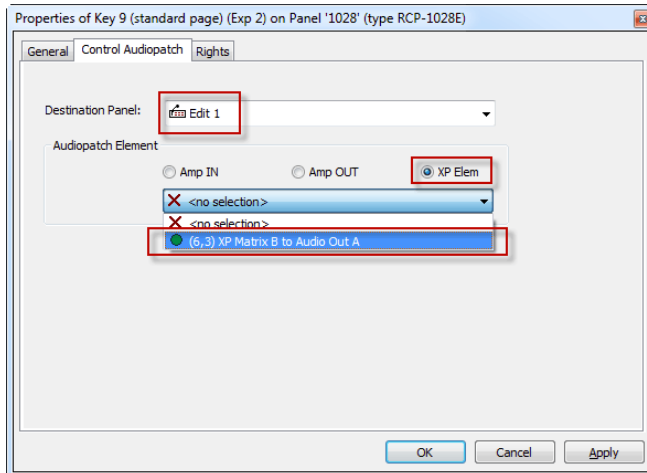 Properties of Key 9 (standard page) (Exp 2) on Panel '1028' (type RCP-1028E)
General Control Audiopatch Rights
Destination Panel: Edit 1
Audiopatch Element
Amp IN Amp OUT XP Elem
<no selection>
<no selection>
(6,3) XP Matrix B to Audio Out A
OK Cancel Apply